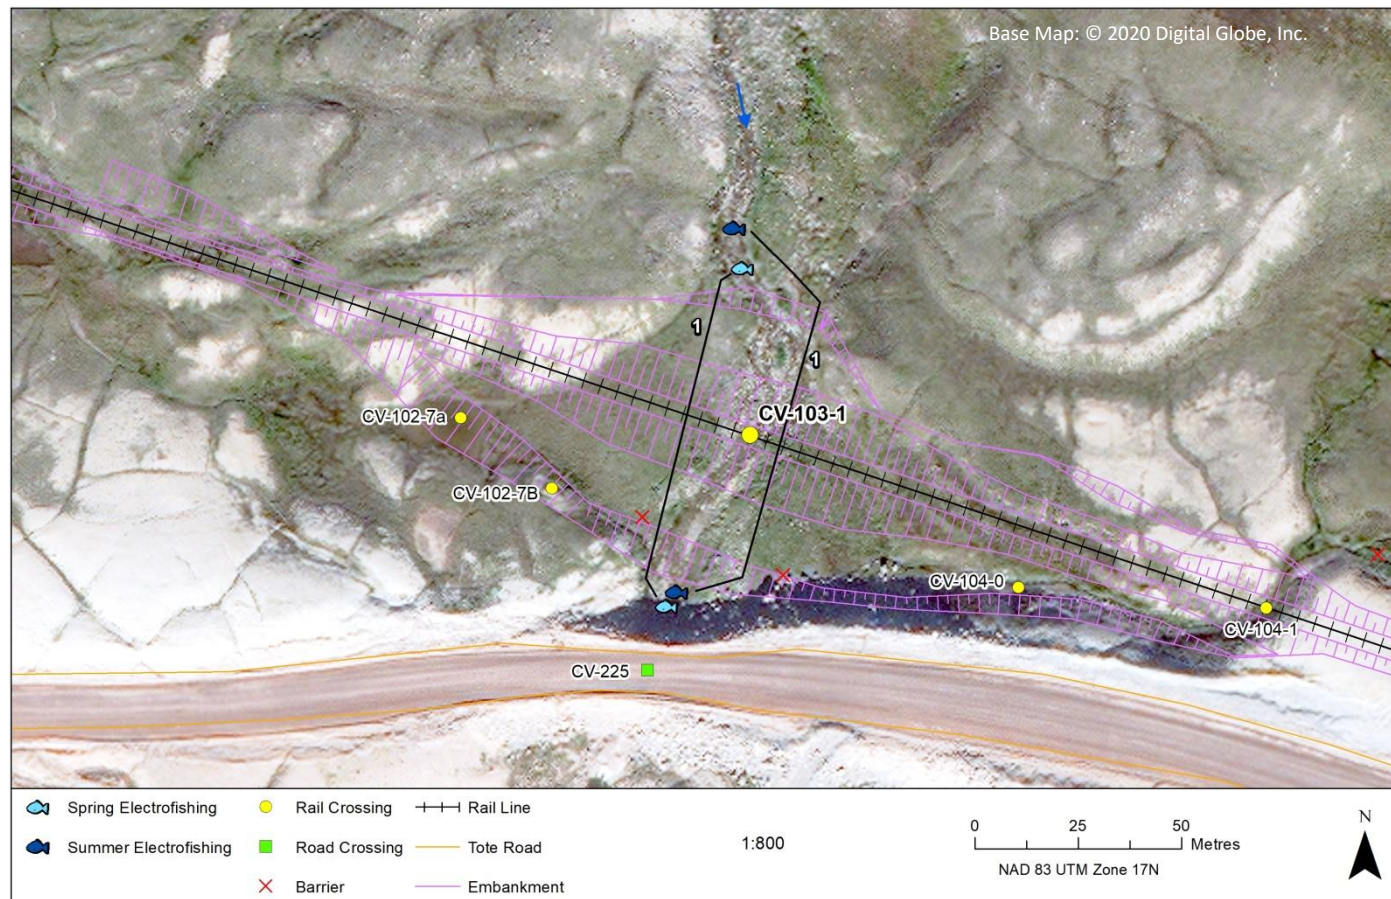 Base Map: © 2020 Digital Globe, Inc.
1
1
CV-103-1
CV-102-7a
CV-102-7B
CV-104-0
CV-104-1
CV-225
Spring Electrofishing
Rail Crossing
Rail Line
Summer Electrofishing
Road Crossing
Tote Road
Barrier
Embankment
1:800
0 25 50
Metres
NAD 83 UTM Zone 17N
N